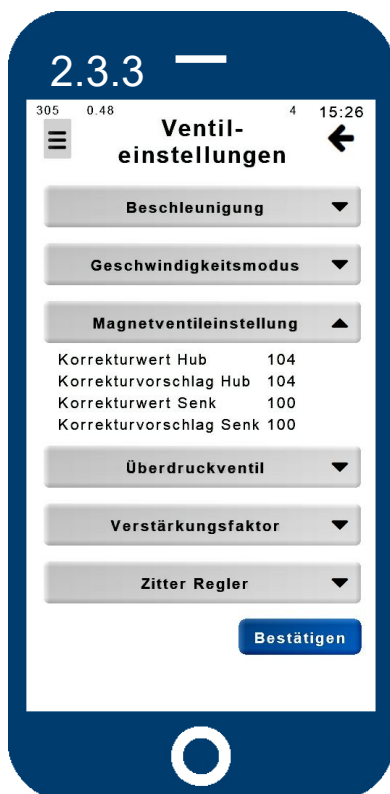 2.3.3
305 0.48 4 15:26
Ventil-
einstellungen
Beschleunigung
Geschwindigkeitsmodus
Magnetventileinstellung
Korrekturwert Hub 104
Korrekturvorschlag Hub 104
Korrekturwert Senk 100
Korrekturvorschlag Senk 100
Überdruckventil
Verstärkungsfaktor
Zitter Regler
Bestätigen